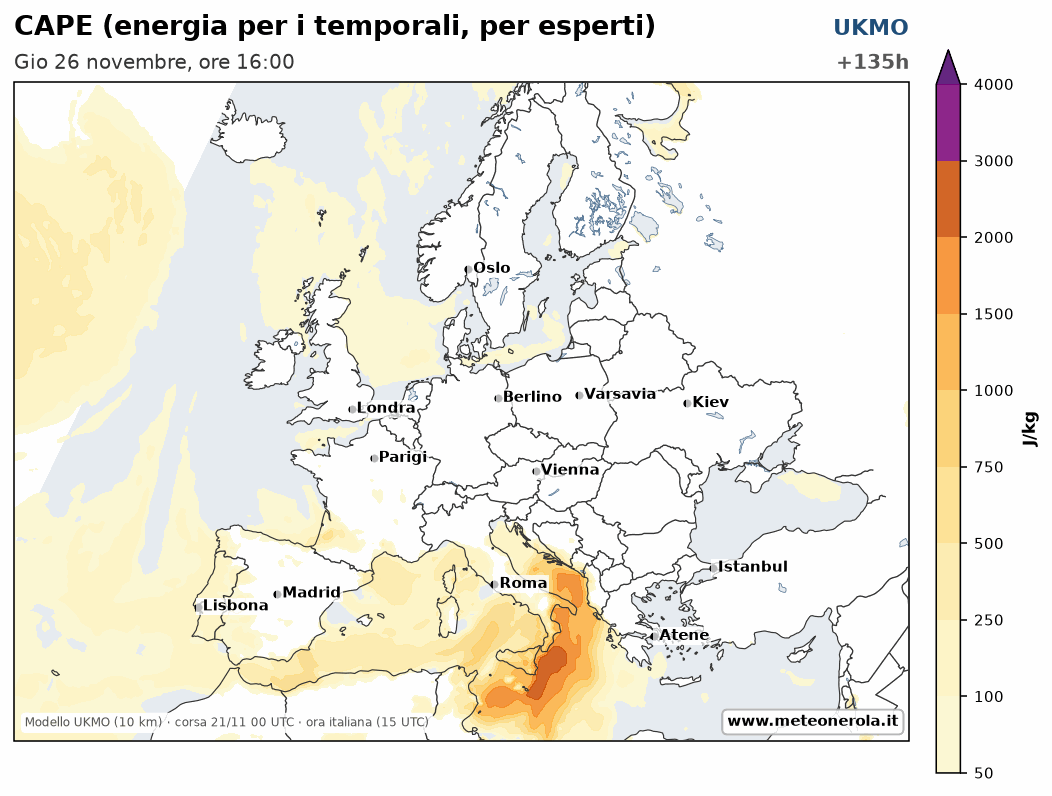 CAPE (energia per i temporali, per esperti)
UKMO
Gio 26 novembre, ore 16:00
+135h
4000
3000
2000
1500
1000
750
500
250
100
50
J/kg
Oslo
Londra
Berlino
Varsavia
Kiev
Parigi
Vienna
Istanbul
Roma
Madrid
Lisbona
Atene
Modello UKMO (10 km) · corsa 21/11 00 UTC · ora italiana (15 UTC)
www.meteonerola.it